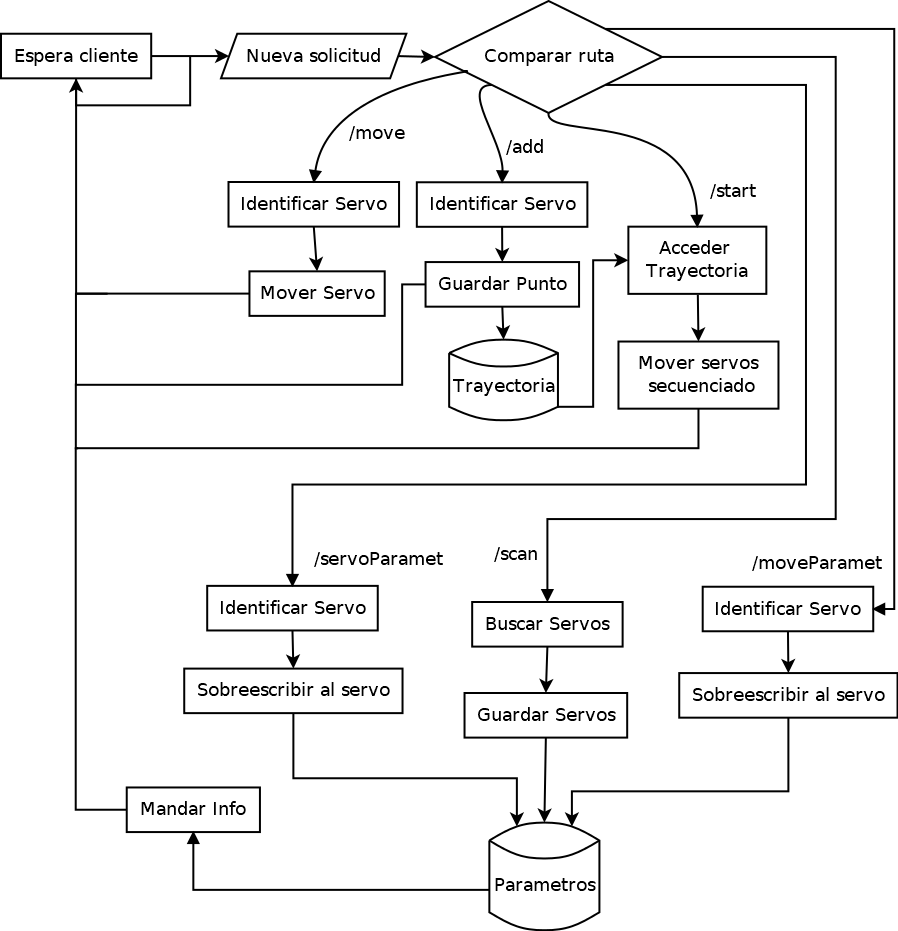 Espera cliente
Nueva solicitud
Comparar ruta
/move
/add
/start
Identificar Servo
Identificar Servo
Acceder
Trayectoria
Mover Servo
Guardar Punto
Trayectoria
Mover servos
secuenciado
/servoParamet
/scan
/moveParamet
Identificar Servo
Buscar Servos
Identificar Servo
Sobreescribir al servo
Guardar Servos
Sobreescribir al servo
Mandar Info
Parametros